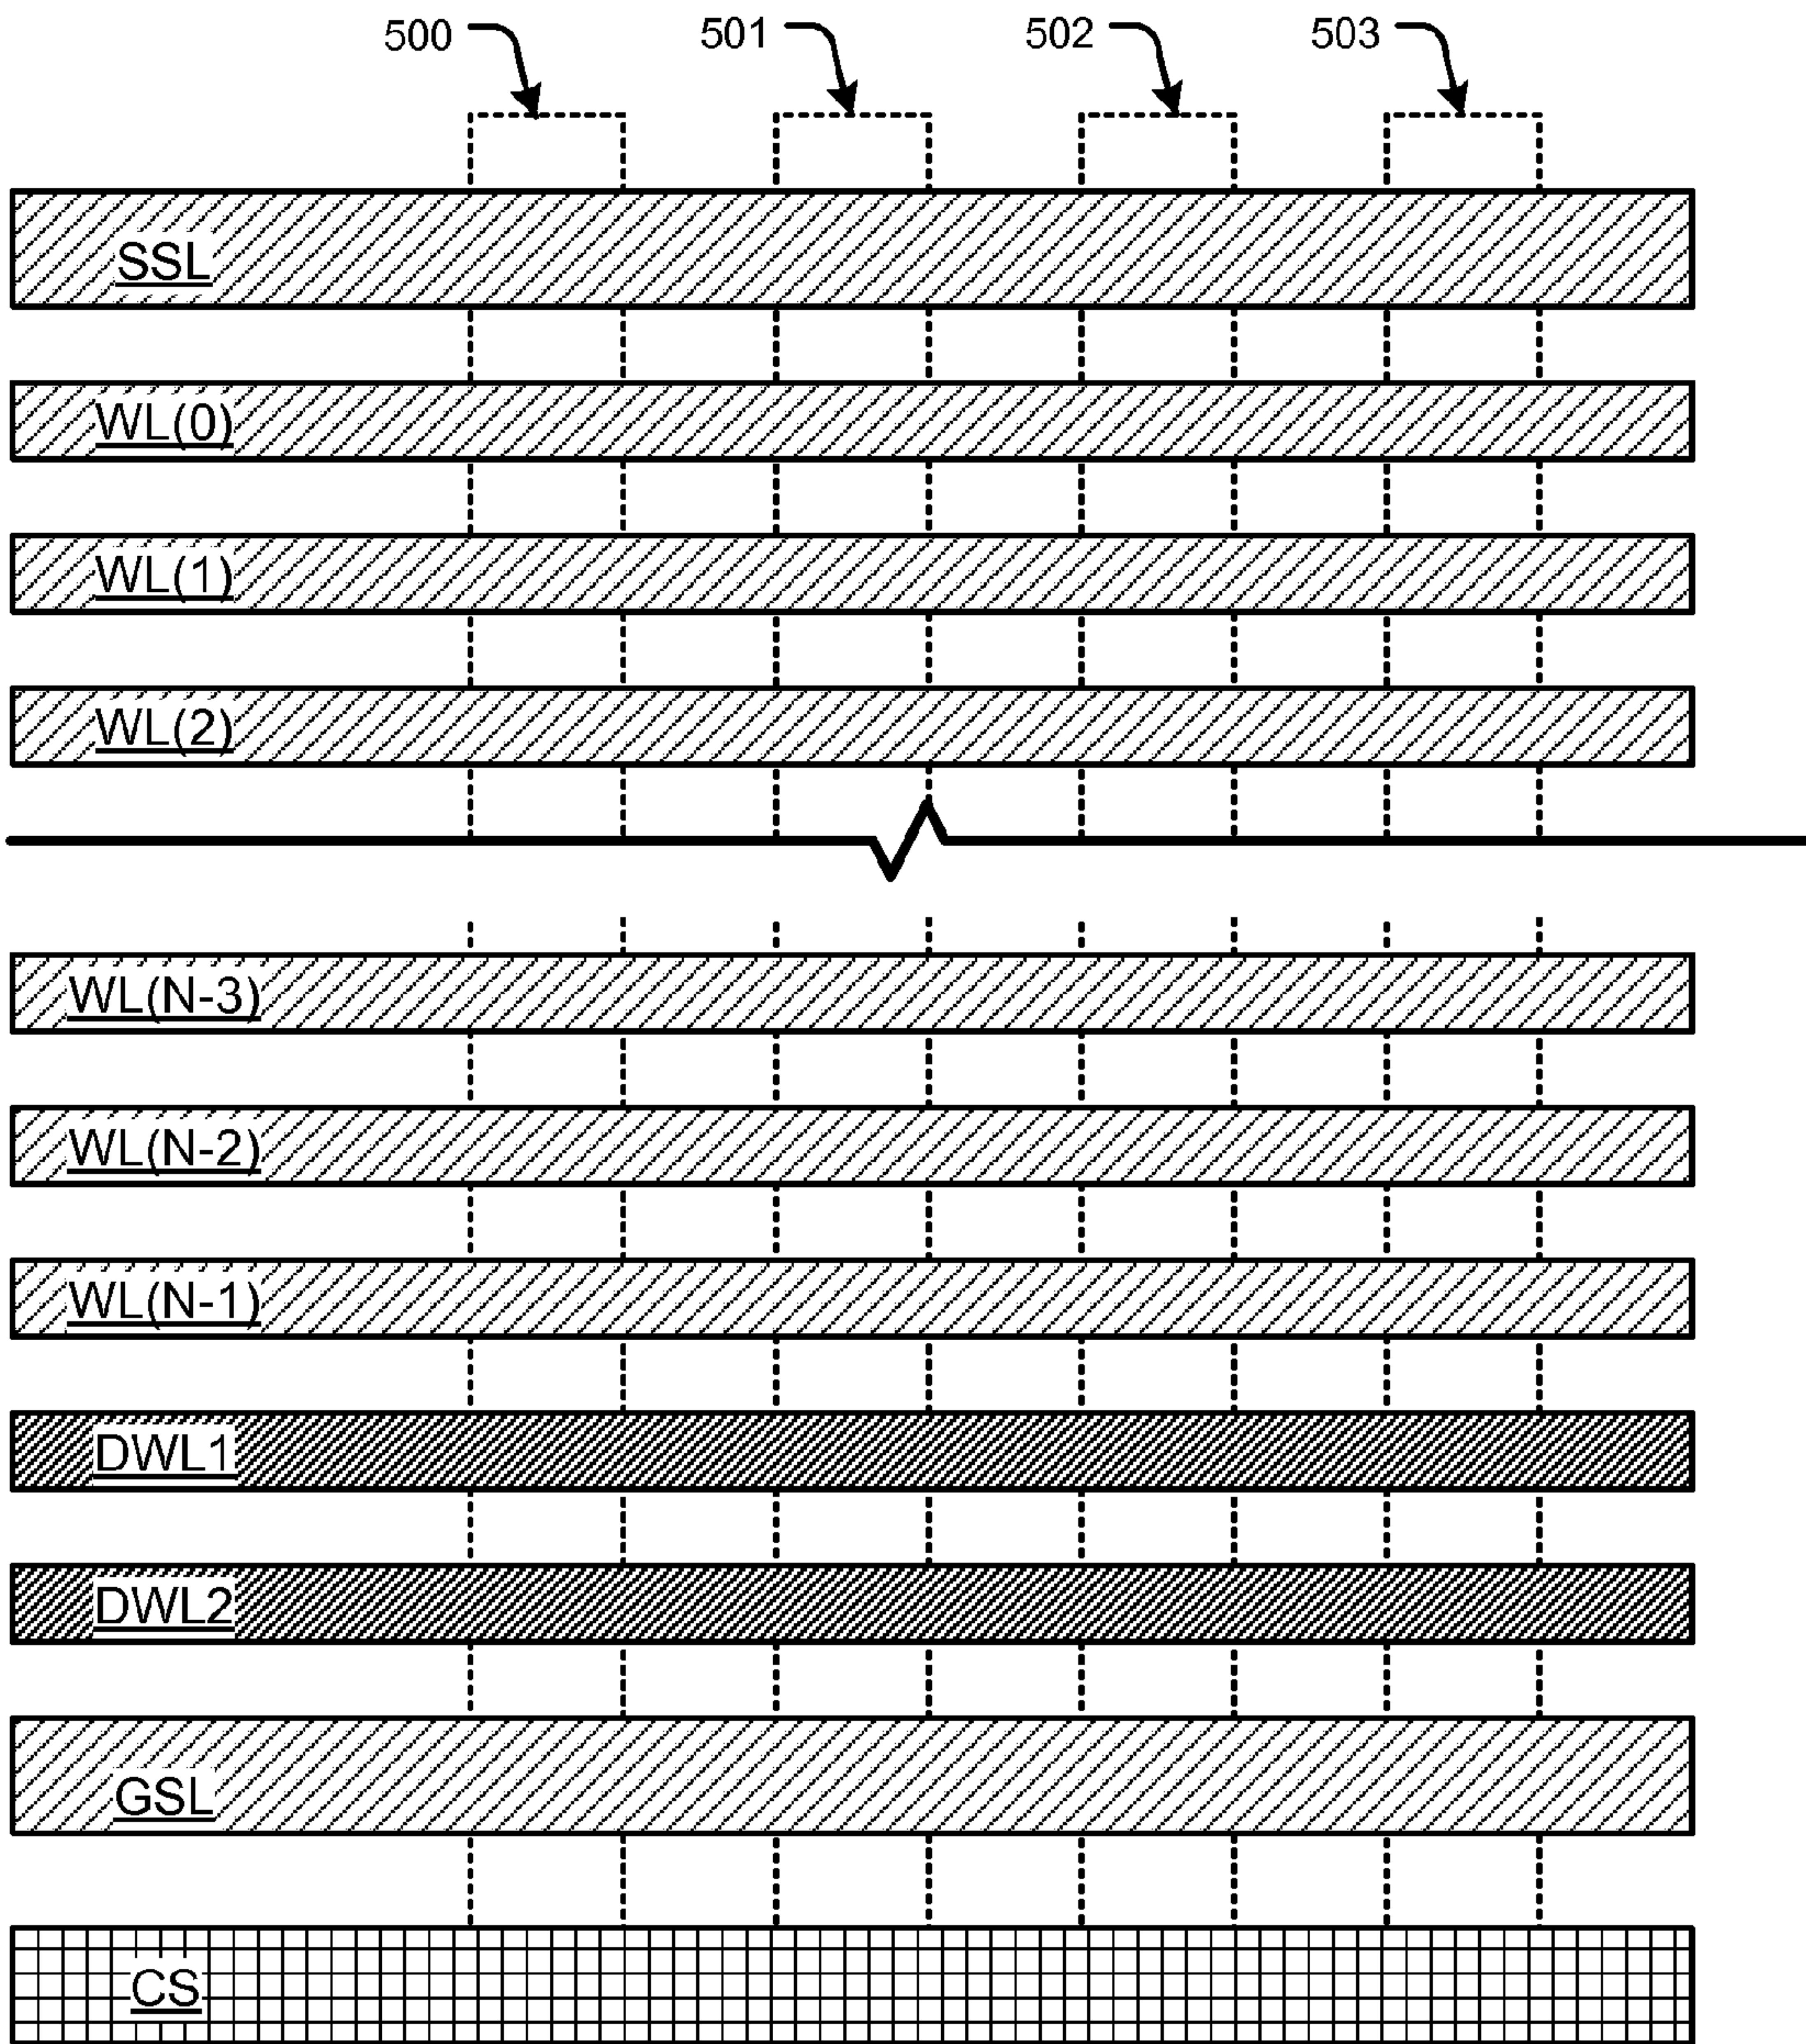 500 501 502 503
SSL
WL(0)
WL(1)
WL(2)
WL(N-3)
WL(N-2)
WL(N-1)
DWL1
DWL2
GSL
CS